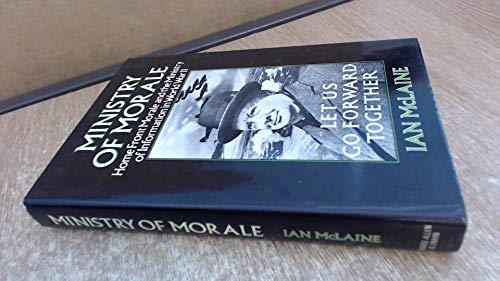 MINISTRY
OF MORALE
Home Front Morale and the Ministry
of Information in World War II
LET US
GO FORWARD
TOGETHER
IAN McLAINE
MINISTRY OF MORALE IAN McLAINE